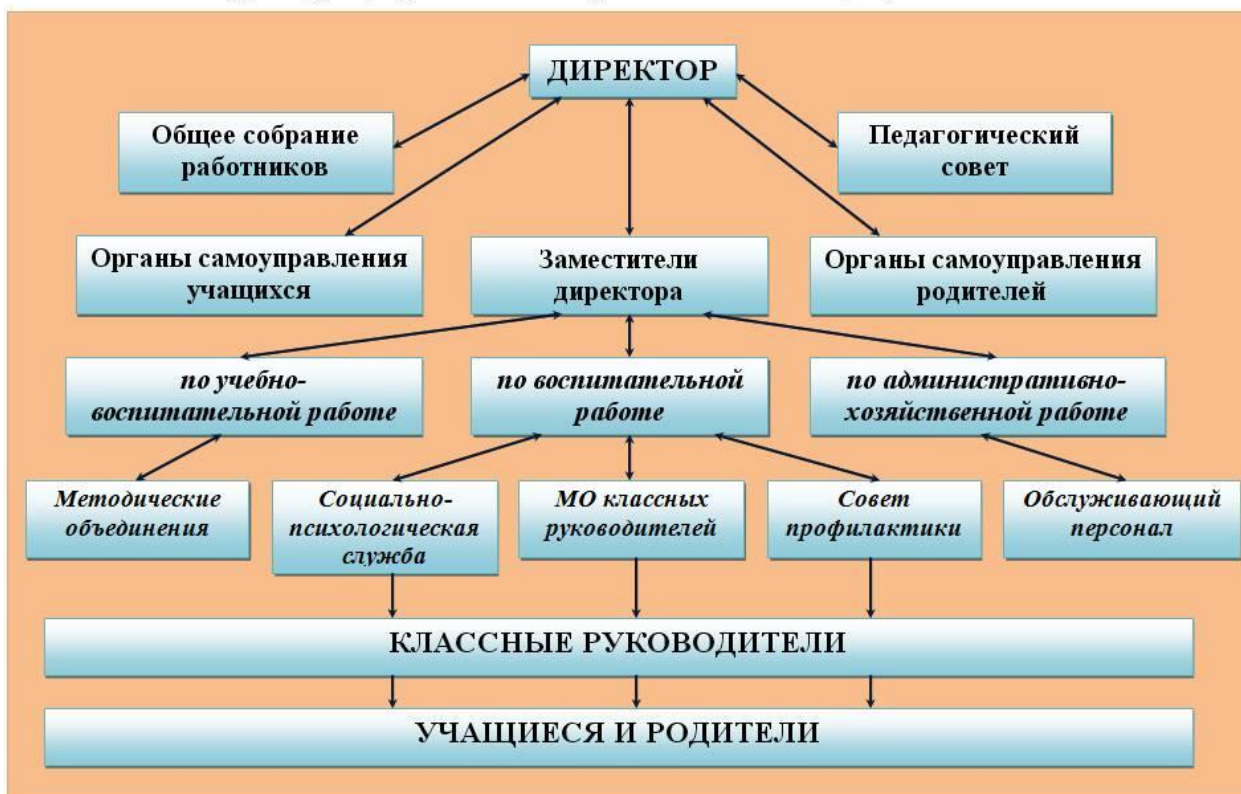 ДИРЕКТОР
Общее собрание
работников
Педагогический
совет
Органы самоуправления
учащихся
Заместители
директора
Органы самоуправления
родителей
по учебно-
воспитательной работе
по воспитательной
работе
по административно-
хозяйственной работе
Методические
объединения
Социально-
психологическая
служба
МО классных
руководителей
Совет
профилактики
Обслуживающий
персонал
КЛАССНЫЕ РУКОВОДИТЕЛИ
УЧАЩИЕСЯ И РОДИТЕЛИ